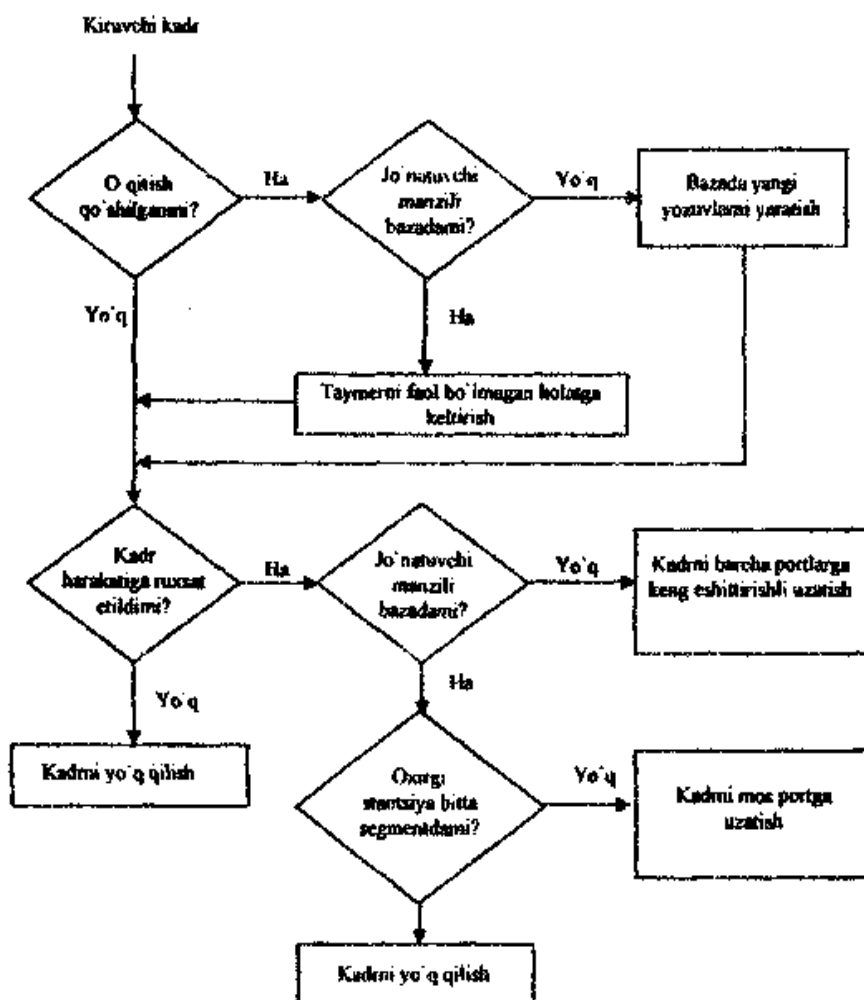 Kiruvchi kadr
O qitish
qo`shilganmi?
Ha
Jo`natuvchi
manzili
bazadami?
Yo`q
Bazada yangi
yozuvlarni yaratish
Yo`q
Ha
Taymerni faol bo`lmagan holatga
keltirish
Kadr
harakatiga ruxsat
etildimi?
Ha
Jo`natuvchi
manzili
bazadami?
Yo`q
Kadrni barcha portlarga
keng eshittirishli uzatish
Yo`q
Ha
Kadrni yo`q qilish
Oxirgi
stantsiya bitta
segmentdami?
Yo`q
Kadrni mos portga
uzatish
Kadrni yo`q qilish